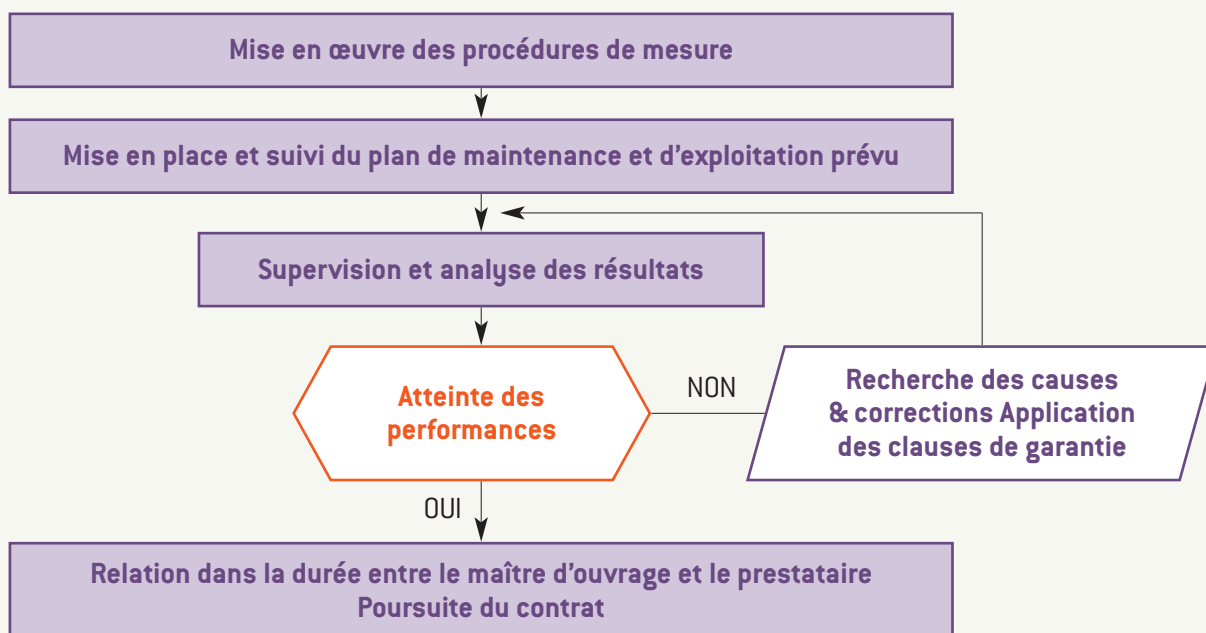 Mise en œuvre des procédures de mesure
Mise en place et suivi du plan de maintenance et d’exploitation prévu
Supervision et analyse des résultats
Atteinte des
performances
NON
Recherche des causes
& corrections Application
des clauses de garantie
OUI
Relation dans la durée entre le maître d’ouvrage et le prestataire
Poursuite du contrat